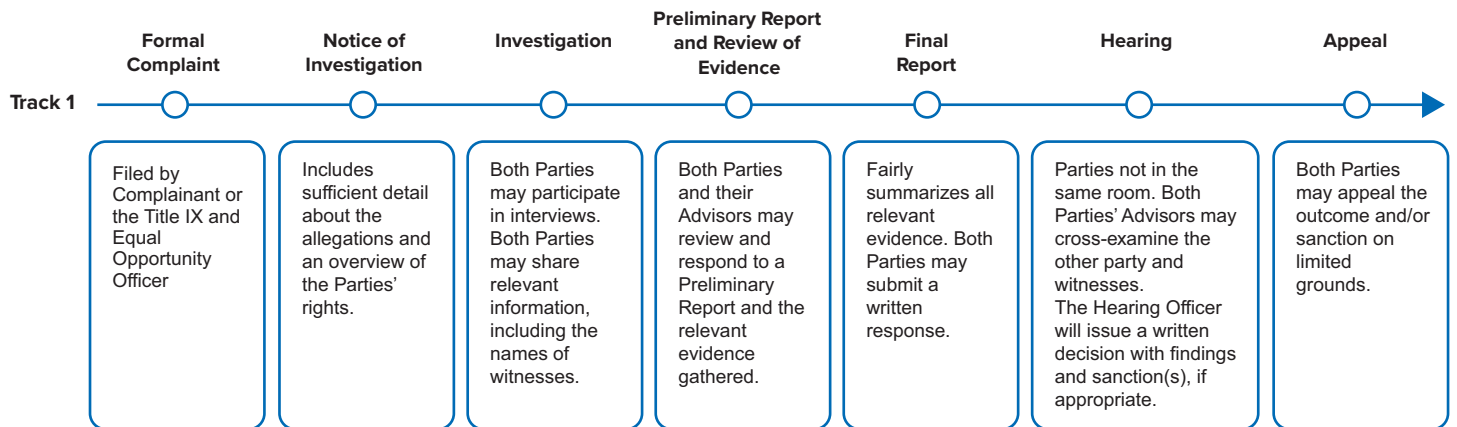 Formal
Complaint
Notice of
Investigation
Investigation
Preliminary Report
and Review of
Evidence
Final
Report
Hearing
Appeal
Track 1
Filed by
Complainant or
the Title IX and
Equal
Opportunity
Officer
Includes
sufficient detail
about the
allegations and
an overview of
the Parties’
rights.
Both Parties
may participate
in interviews.
Both Parties
may share
relevant
information,
including the
names of
witnesses.
Both Parties
and their
Advisors may
review and
respond to a
Preliminary
Report and the
relevant
evidence
gathered.
Fairly
summarizes all
relevant
evidence. Both
Parties may
submit a
written
response.
Parties not in the
same room. Both
Parties’ Advisors may
cross-examine the
other party and
witnesses.
The Hearing Officer
will issue a written
decision with findings
and sanction(s), if
appropriate.
Both Parties
may appeal the
outcome and/or
sanction on
limited
grounds.